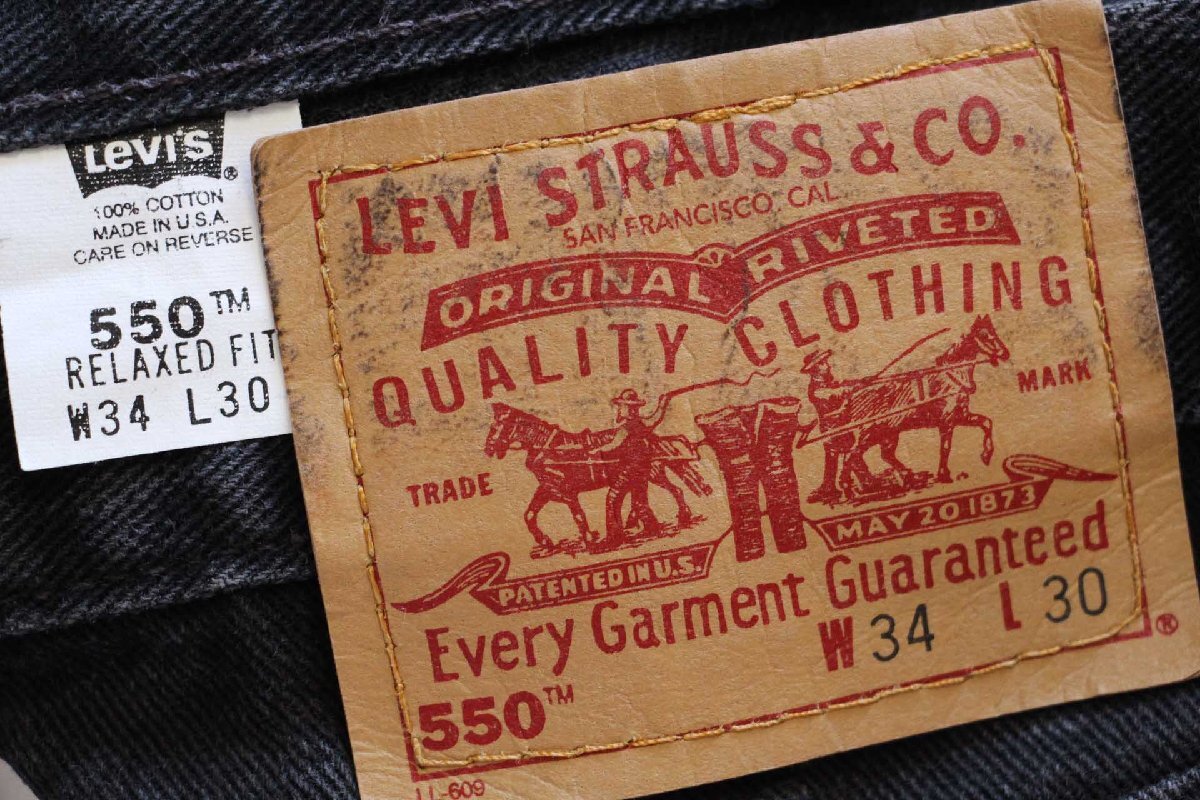 Levi's®
100% COTTON
MADE IN U.S.A.
CARE ON REVERSE
550™
RELAXED FIT
W34 L30
LEVI STRAUSS & CO.
SAN FRANCISCO, CAL
ORIGINAL RIVETED
QUALITY CLOTHING
TRADE MARK
PATENTED IN U.S. MAY 20 1873
Every Garment Guaranteed
W 34 L 30
550™
®
LL-609